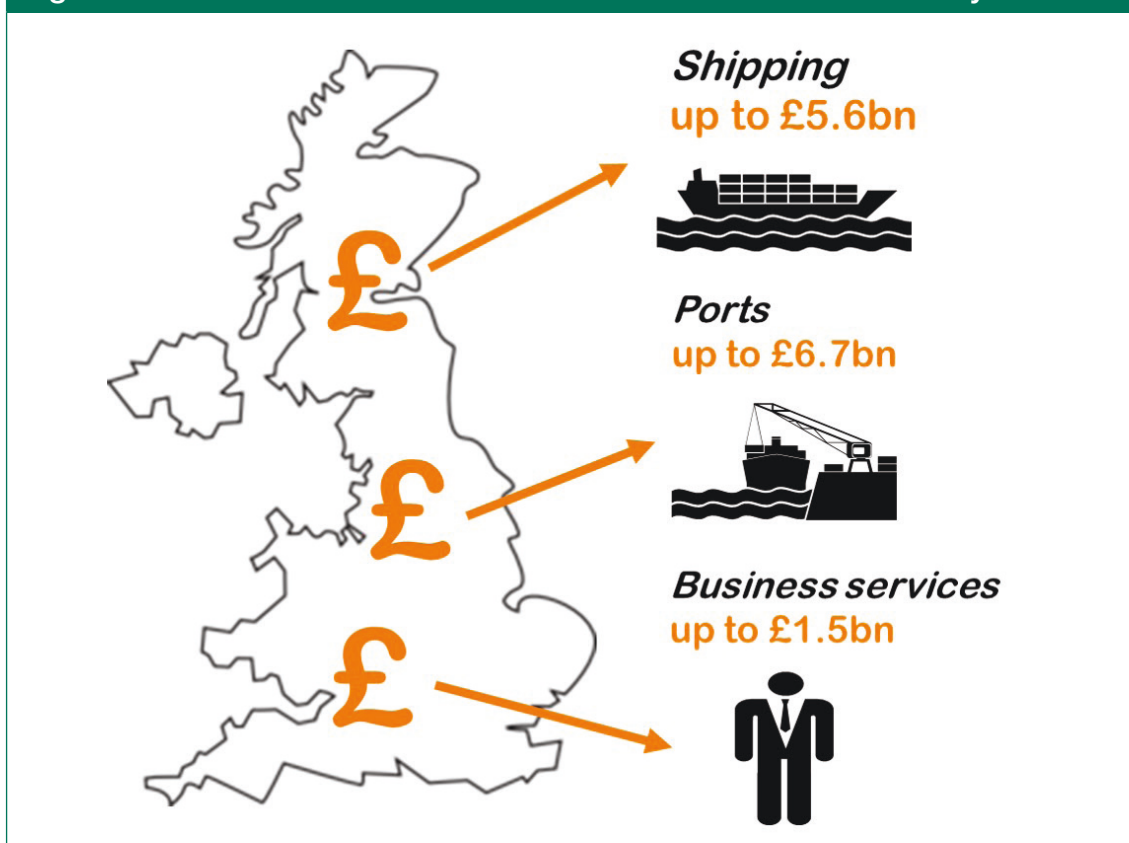 Shipping
up to £5.6bn
£
Ports
up to £6.7bn
£
Business services
up to £1.5bn
£